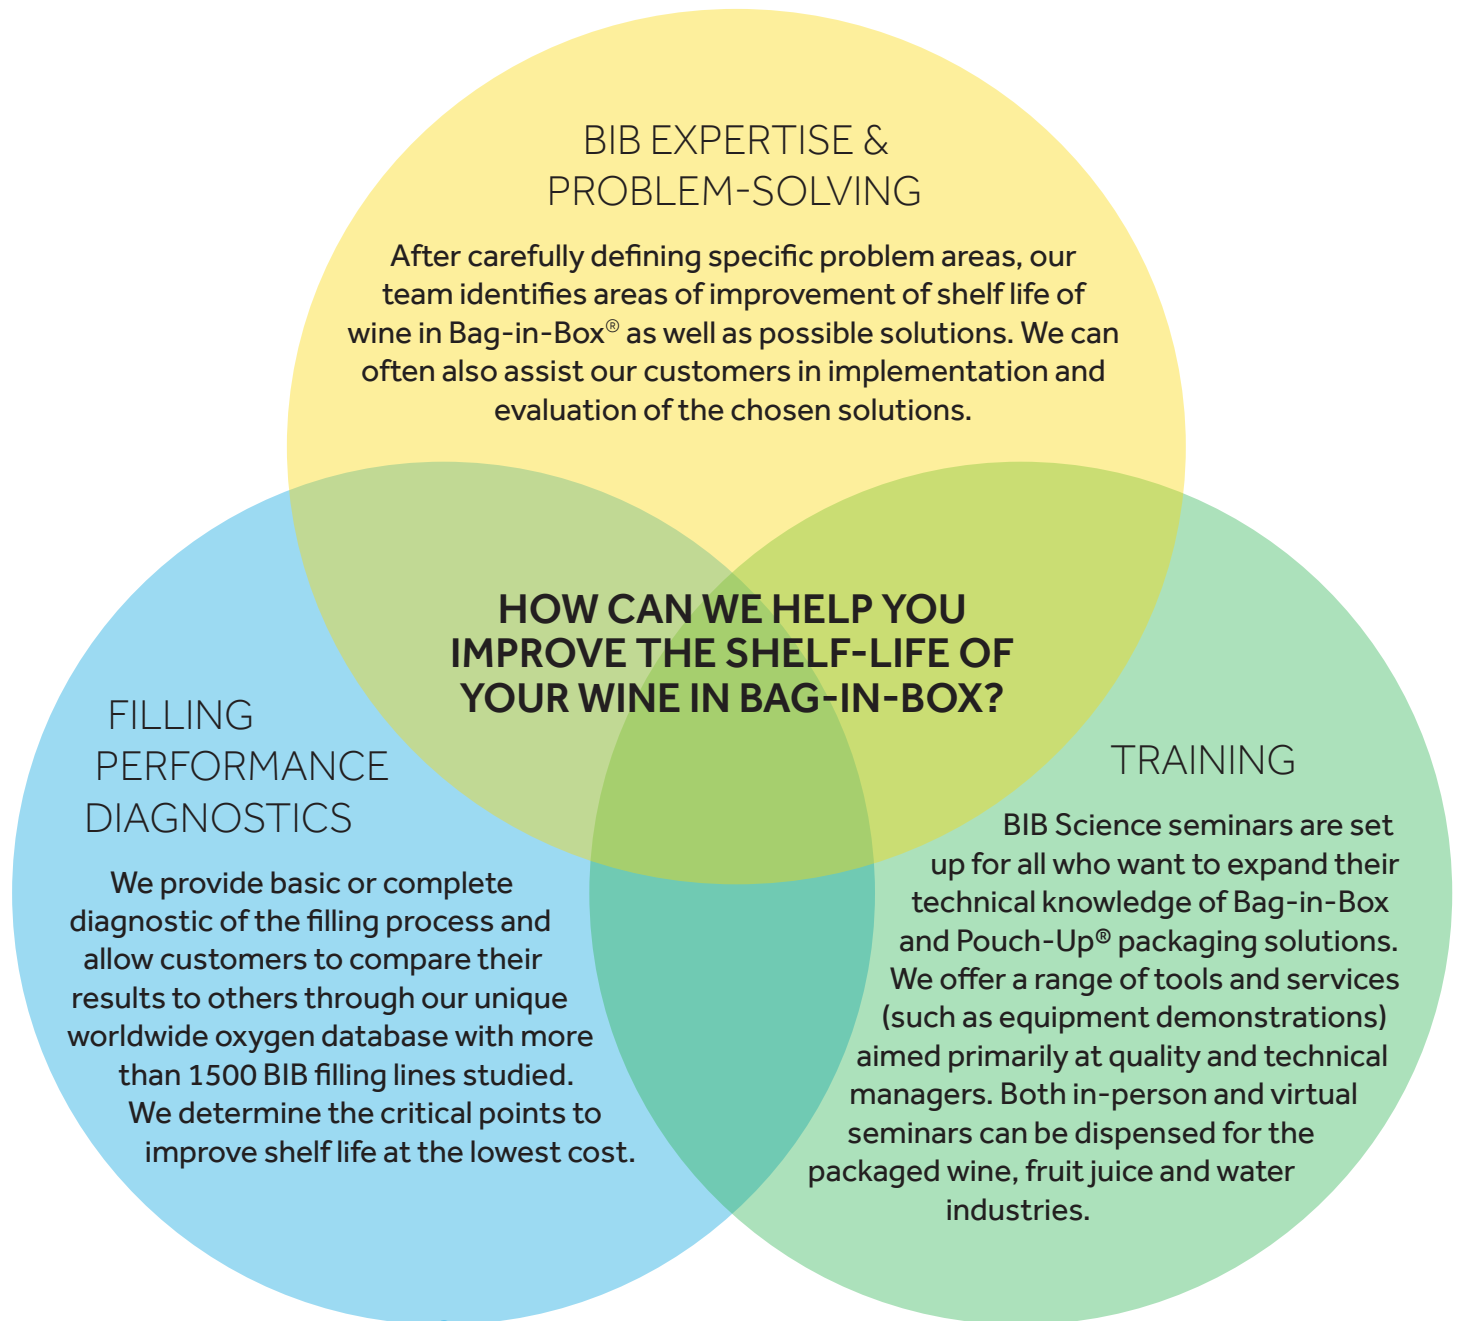 BIB EXPERTISE &
PROBLEM-SOLVING
After carefully defining specific problem areas, our
team identifies areas of improvement of shelf life of
wine in Bag-in-Box® as well as possible solutions. We can
often also assist our customers in implementation and
evaluation of the chosen solutions.
HOW CAN WE HELP YOU
IMPROVE THE SHELF-LIFE OF
YOUR WINE IN BAG-IN-BOX?
FILLING
PERFORMANCE
DIAGNOSTICS
We provide basic or complete
diagnostic of the filling process and
allow customers to compare their
results to others through our unique
worldwide oxygen database with more
than 1500 BIB filling lines studied.
We determine the critical points to
improve shelf life at the lowest cost.
TRAINING
BIB Science seminars are set
up for all who want to expand their
technical knowledge of Bag-in-Box
and Pouch-Up® packaging solutions.
We offer a range of tools and services
(such as equipment demonstrations)
aimed primarily at quality and technical
managers. Both in-person and virtual
seminars can be dispensed for the
packaged wine, fruit juice and water
industries.